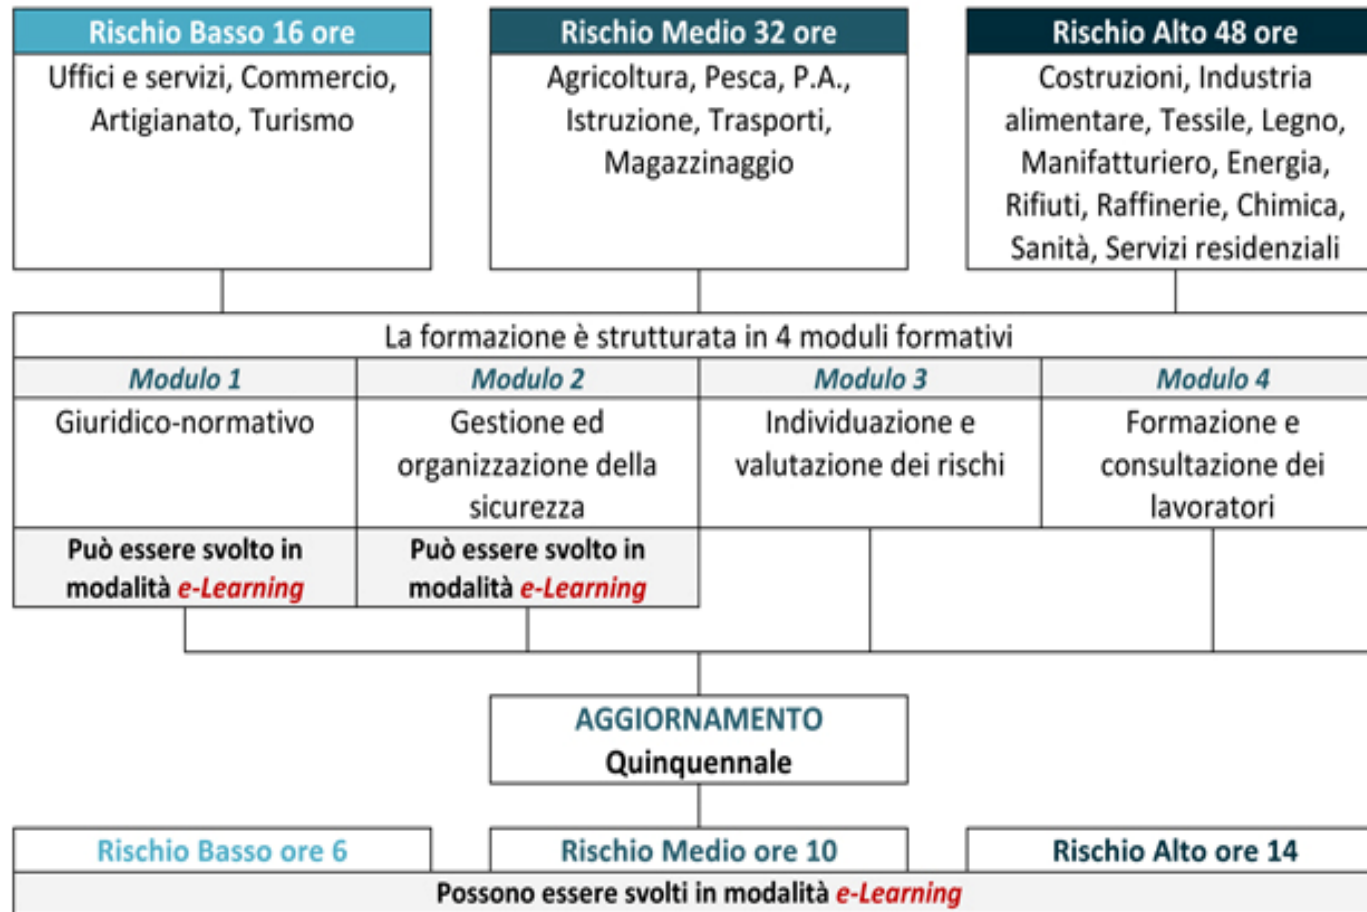 Rischio Basso 16 ore
Uffici e servizi, Commercio,
Artigianato, Turismo
Rischio Medio 32 ore
Agricoltura, Pesca, P.A.,
Istruzione, Trasporti,
Magazzinaggio
Rischio Alto 48 ore
Costruzioni, Industria
alimentare, Tessile, Legno,
Manifatturiero, Energia,
Rifiuti, Raffinerie, Chimica,
Sanità, Servizi residenziali
La formazione è strutturata in 4 moduli formativi
Modulo 1
Giuridico-normativo
Può essere svolto in
modalità e-Learning
Modulo 2
Gestione ed
organizzazione della
sicurezza
Può essere svolto in
modalità e-Learning
Modulo 3
Individuazione e
valutazione dei rischi
Modulo 4
Formazione e
consultazione dei
lavoratori
AGGIORNAMENTO
Quinquennale
Rischio Basso ore 6
Rischio Medio ore 10
Rischio Alto ore 14
Possono essere svolti in modalità e-Learning